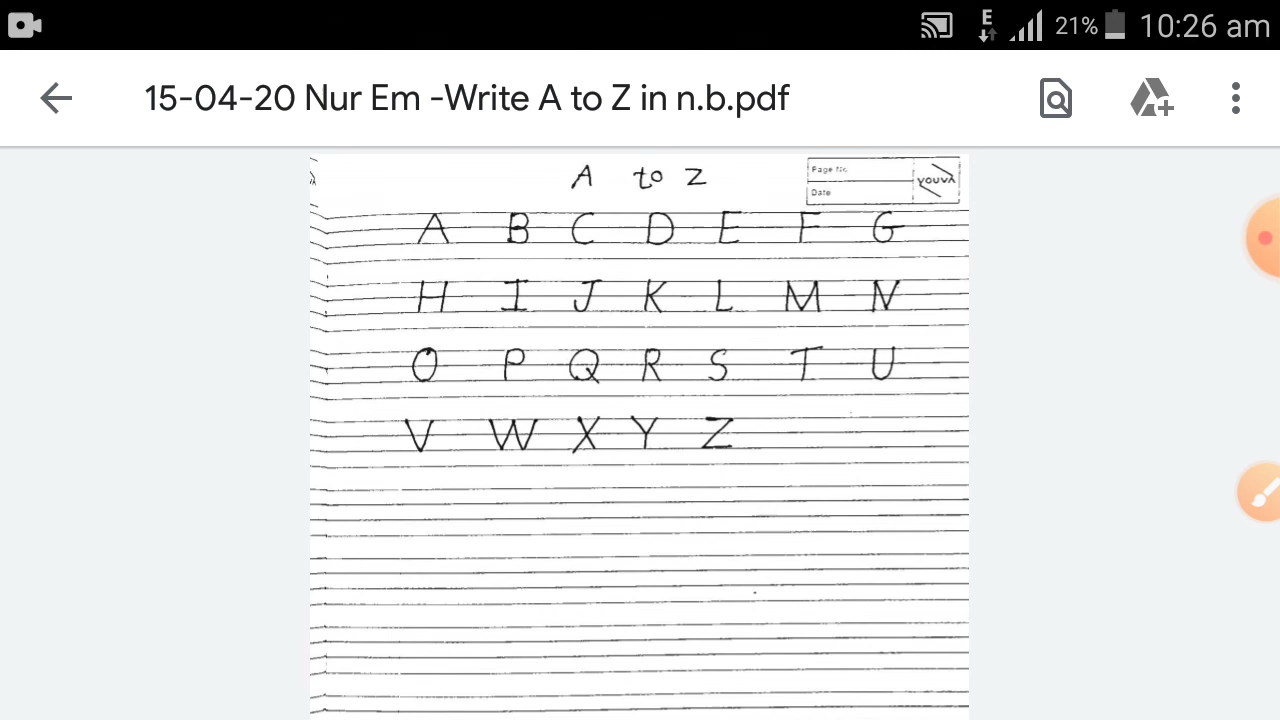 E 21% 10:26 am
15-04-20 Nur Em -Write A to Z in n.b.pdf
A to Z
Page No.
Date
YOUVA
A B C D E F G
H I J K L M N
O P Q R S T U
V W X Y Z